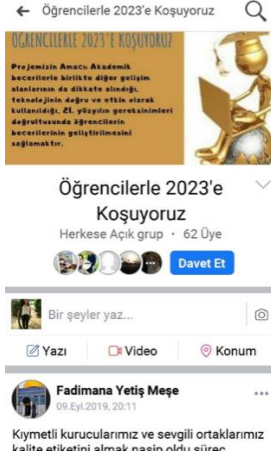 Öğrencilerle 2023'e Koşuyoruz
ÖĞRENCİLERLE 2023'E KOŞUYORUZ
Projemizin Amacı Akademik
becerilerle birlikte diğer gelişim
alanlarının da dikkate alındığı,
teknolojinin doğru ve etkin olarak
kullanıldığı, 21. yüzyılın gereksinimleri
doğrultusunda öğrencilerin
becerilerinin geliştirilmesini
sağlamaktır.
Öğrencilerle 2023'e
Koşuyoruz
Herkese Açık grup · 62 Üye
Davet Et
Bir şeyler yaz...
Yazı
Video
Konum
Fadimana Yetiş Meşe
09.Eyl.2019, 20:11
Kıymetli kurucularımız ve sevgili ortaklarımız
kalite etiketini almak nasip oldu süreç